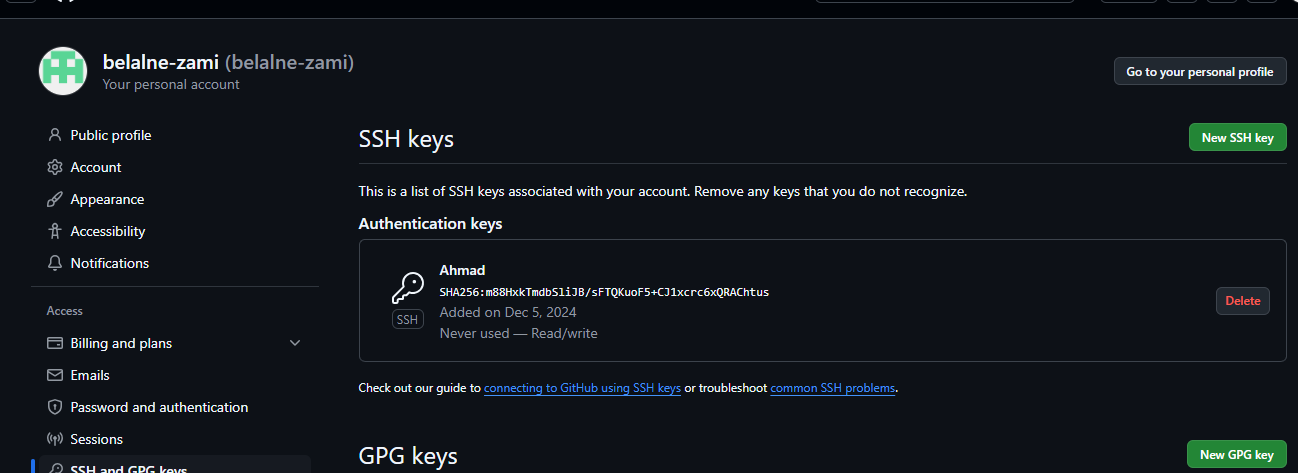 belalne-zami (belalne-zami)
Your personal account
Go to your personal profile
Public profile
Account
Appearance
Accessibility
Notifications
Access
Billing and plans
Emails
Password and authentication
Sessions
SSH and GPG keys
SSH keys
New SSH key
This is a list of SSH keys associated with your account. Remove any keys that you do not recognize.
Authentication keys
Ahmad
SHA256:m88HxkTmdbSliJB/sFTQKuoF5+CJ1xcrc6xQRAChtus
SSH
Added on Dec 5, 2024
Never used — Read/write
Delete
Check out our guide to connecting to GitHub using SSH keys or troubleshoot common SSH problems.
GPG keys
New GPG key